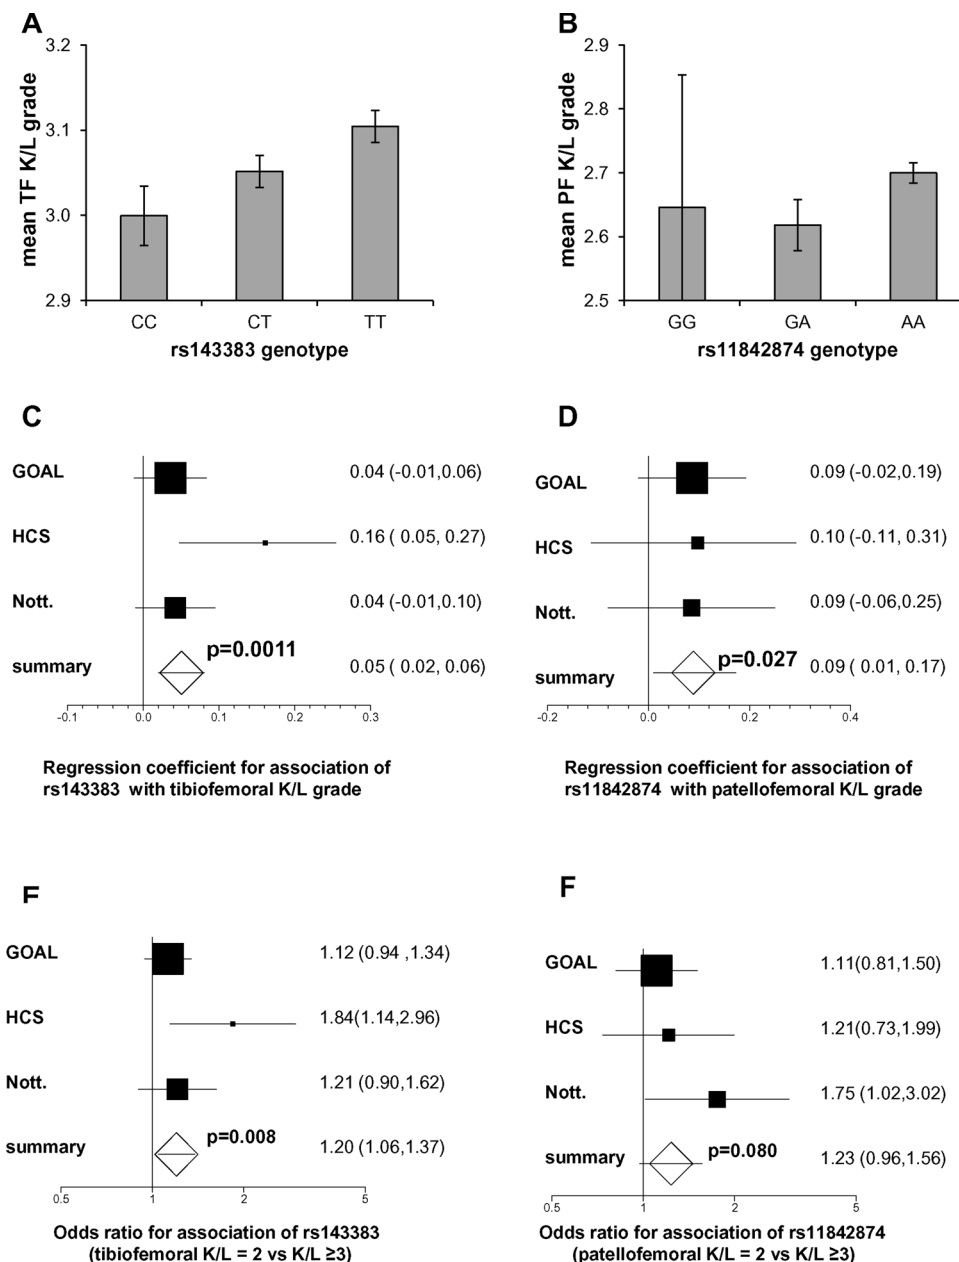 A
mean TF K/L grade
3.2
3.1
3.0
2.9
CC CT TT
rs143383 genotype
B
mean PF K/L grade
2.9
2.8
2.7
2.6
2.5
GG GA AA
rs11842874 genotype
C
GOAL 0.04 (-0.01,0.06)
HCS 0.16 ( 0.05, 0.27)
Nott. 0.04 (-0.01,0.10)
summary p=0.0011 0.05 ( 0.02, 0.06)
-0.1 0.0 0.1 0.2 0.3
Regression coefficient for association of
rs143383 with tibiofemoral K/L grade
D
GOAL 0.09 (-0.02,0.19)
HCS 0.10 (-0.11, 0.31)
Nott. 0.09 (-0.06,0.25)
summary p=0.027 0.09 ( 0.01, 0.17)
-0.2 0.0 0.2 0.4
Regression coefficient for association of
rs11842874 with patellofemoral K/L grade
F
GOAL 1.12 (0.94 ,1.34)
HCS 1.84(1.14,2.96)
Nott. 1.21 (0.90,1.62)
summary p=0.008 1.20 (1.06,1.37)
0.5 1 2 5
Odds ratio for association of rs143383
(tibiofemoral K/L = 2 vs K/L ≥3)
F
GOAL 1.11(0.81,1.50)
HCS 1.21(0.73,1.99)
Nott. 1.75 (1.02,3.02)
summary p=0.080 1.23 (0.96,1.56)
0.5 1 2 5
Odds ratio for association of rs11842874
(patellofemoral K/L = 2 vs K/L ≥3)